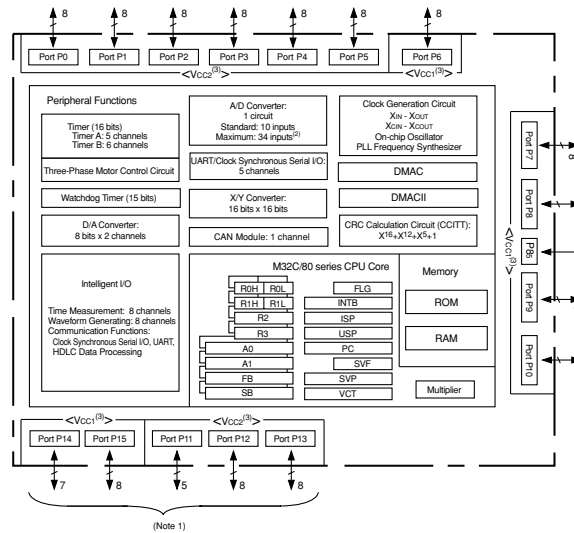 8 8 8 8 8 8 8
Port P0 Port P1 Port P2 Port P3 Port P4 Port P5 Port P6
<VCC2(3)> <VCC1(3)>
Peripheral Functions
Timer (16 bits)
Timer A: 5 channels
Timer B: 6 channels
Three-Phase Motor Control Circuit
Watchdog Timer (15 bits)
D/A Converter:
8 bits x 2 channels
A/D Converter:
1 circuit
Standard: 10 inputs
Maximum: 34 inputs(2)
UART/Clock Synchronous Serial I/O:
5 channels
X/Y Converter:
16 bits x 16 bits
CAN Module: 1 channel
Clock Generation Circuit
XIN - XOUT
XCIN - XCOUT
On-chip Oscillator
PLL Frequency Synthesizer
DMAC
DMACII
CRC Calculation Circuit (CCITT):
X16+X12+X5+1
Intelligent I/O
Time Measurement: 8 channels
Waveform Generating: 8 channels
Communication Functions:
Clock Synchronous Serial I/O, UART,
HDLC Data Processing
M32C/80 series CPU Core
R0H R0L
R1H R1L
R2
R3
A0
A1
FB
SB
FLG
INTB
ISP
USP
PC
SVF
SVP
VCT
Memory
ROM
RAM
Multiplier
<VCC1(3)>
Port P7
8
Port P8
P85
Port P9
Port P10
<VCC1(3)> <VCC2(3)>
Port P14 Port P15 Port P11 Port P12 Port P13
7 8 5 8 8
(Note 1)